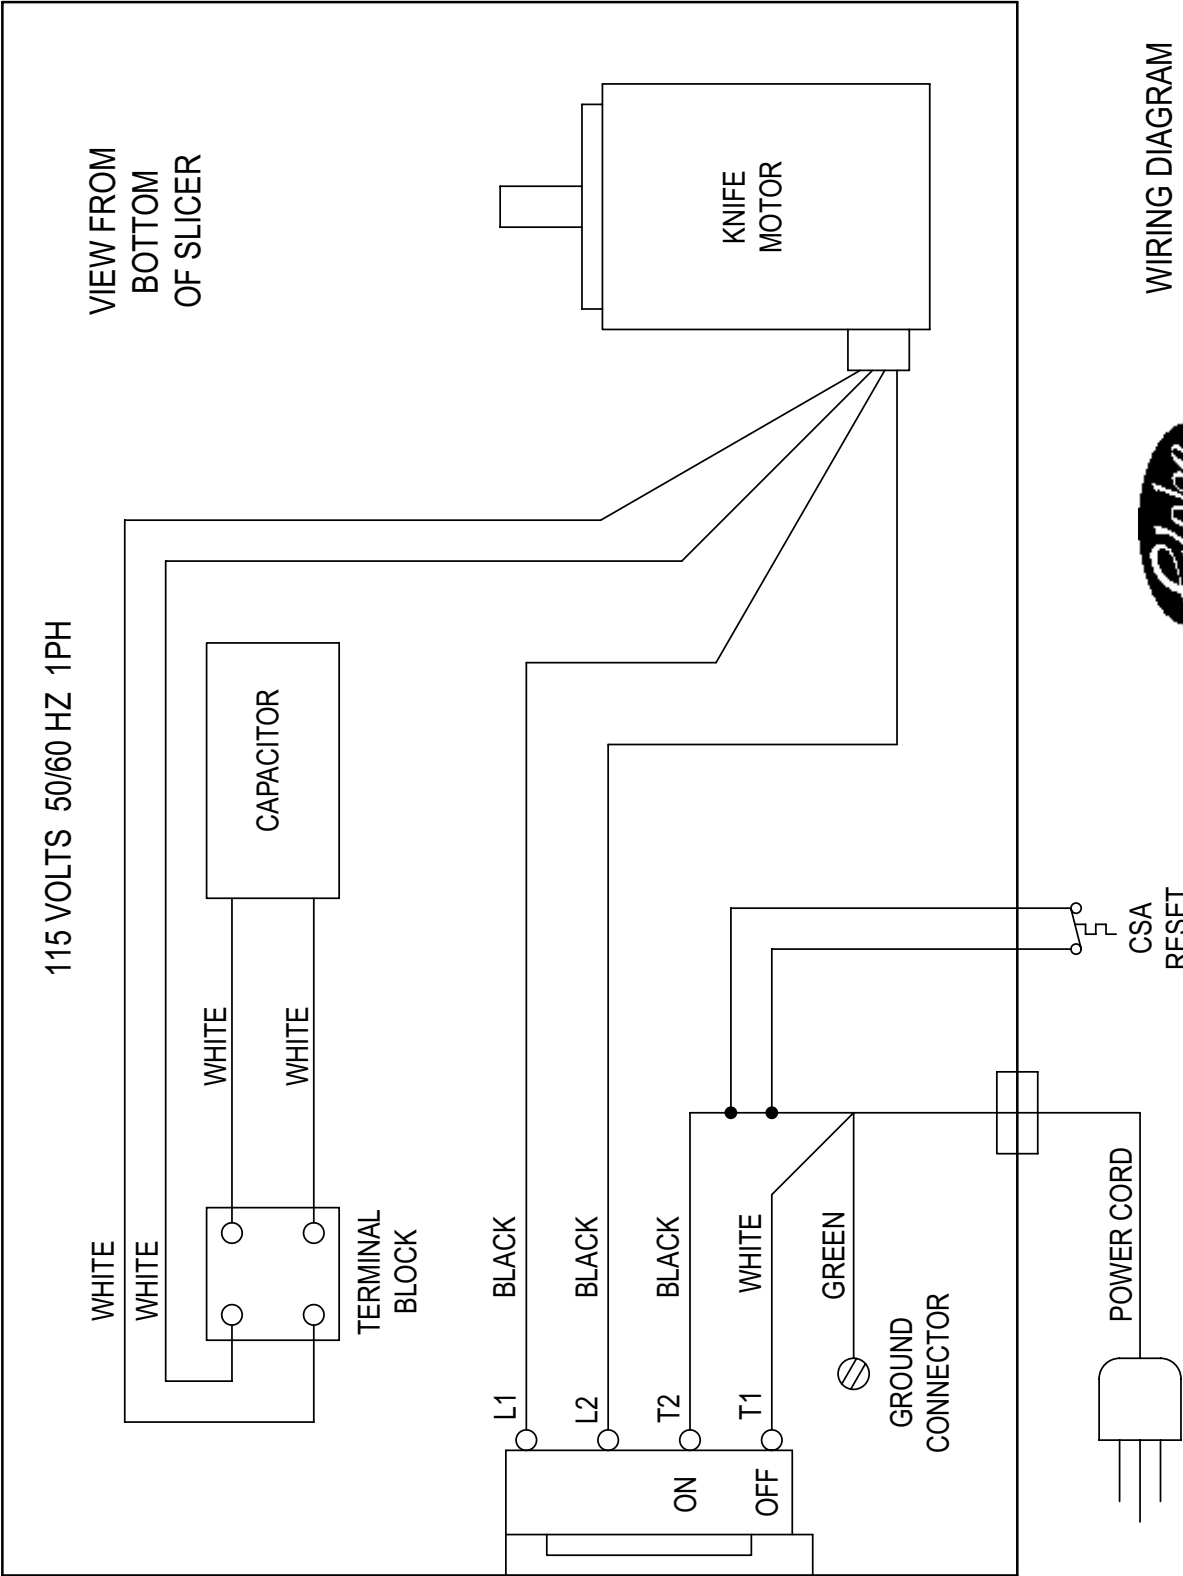 115 VOLTS  50/60 HZ  1PH
VIEW FROM
BOTTOM
OF SLICER
WHITE
WHITE
WHITE
WHITE
CAPACITOR
TERMINAL
BLOCK
KNIFE
MOTOR
L1
BLACK
L2
BLACK
T2
BLACK
T1
WHITE
ON
OFF
GREEN
GROUND
CONNECTOR
POWER CORD
CSA
RESET
WIRING DIAGRAM